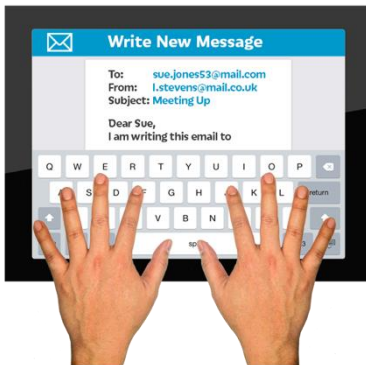 Write New Message
To: sue.jones53@mail.com
From: l.stevens@mail.co.uk
Subject: Meeting Up
Dear Sue,
I am writing this email to
Q W E R T Y U I O P
A S D F G H K L return
V B N